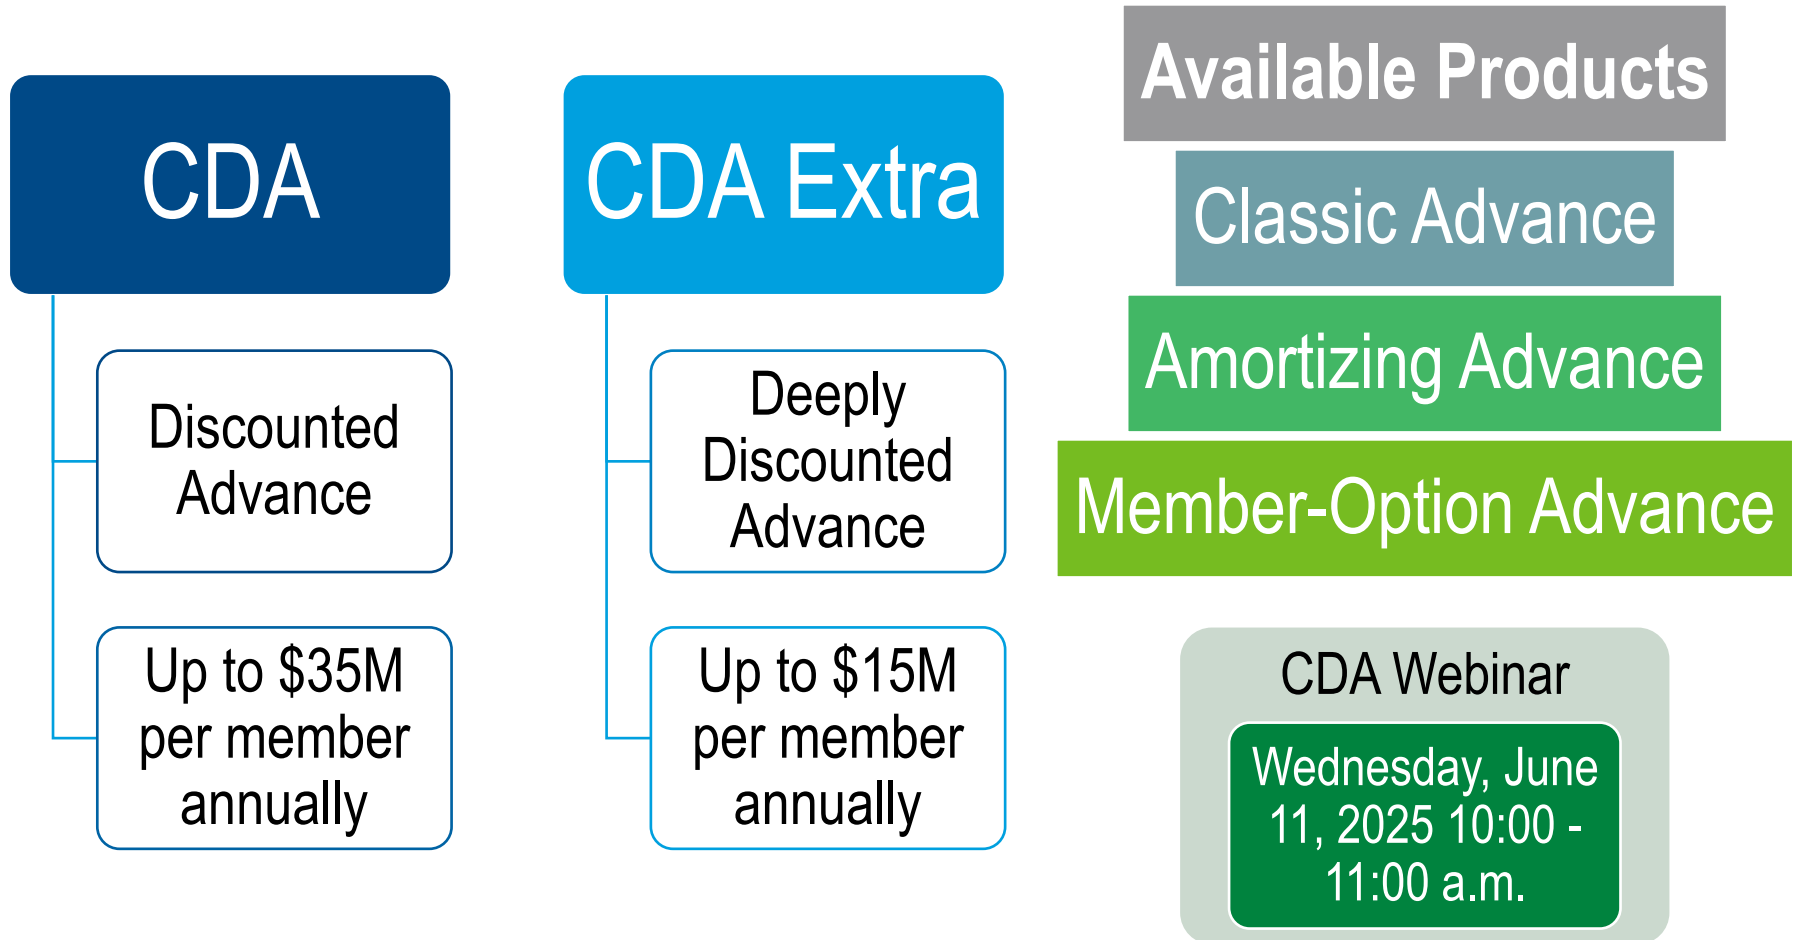 CDA
Discounted
Advance
Up to $35M
per member
annually
CDA Extra
Deeply
Discounted
Advance
Up to $15M
per member
annually
Available Products
Classic Advance
Amortizing Advance
Member-Option Advance
CDA Webinar
Wednesday, June
11, 2025 10:00 -
11:00 a.m.